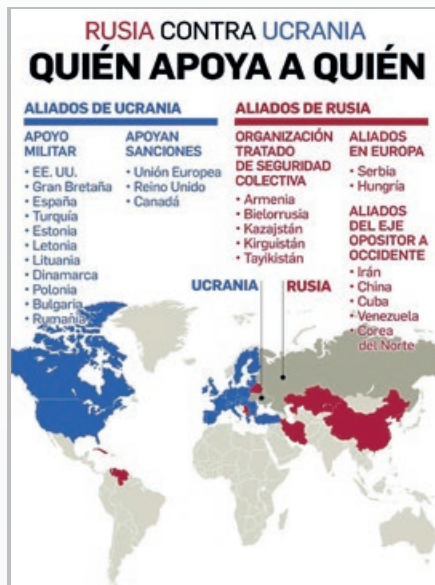 RUSIA CONTRA UCRANIA
QUIÉN APOYA A QUIÉN
ALIADOS DE UCRANIA
APOYO
MILITAR
• EE. UU.
• Gran Bretaña
• España
• Turquía
• Estonia
• Letonia
• Lituania
• Dinamarca
• Polonia
• Bulgaria
• Rumañia
APOYAN
SANCIONES
• Unión Europea
• Reino Unido
• Canadá
ALIADOS DE RUSIA
ORGANIZACIÓN
TRATADO
DE SEGURIDAD
COLECTIVA
• Armenia
• Bielorrusia
• Kazajstán
• Kirguistán
• Tayikistán
ALIADOS
EN EUROPA
• Serbia
• Hungría
ALIADOS
DEL EJE
OPOSITOR A
OCCIDENTE
• Irán
• China
• Cuba
• Venezuela
• Corea
del Norte
UCRANIA
RUSIA